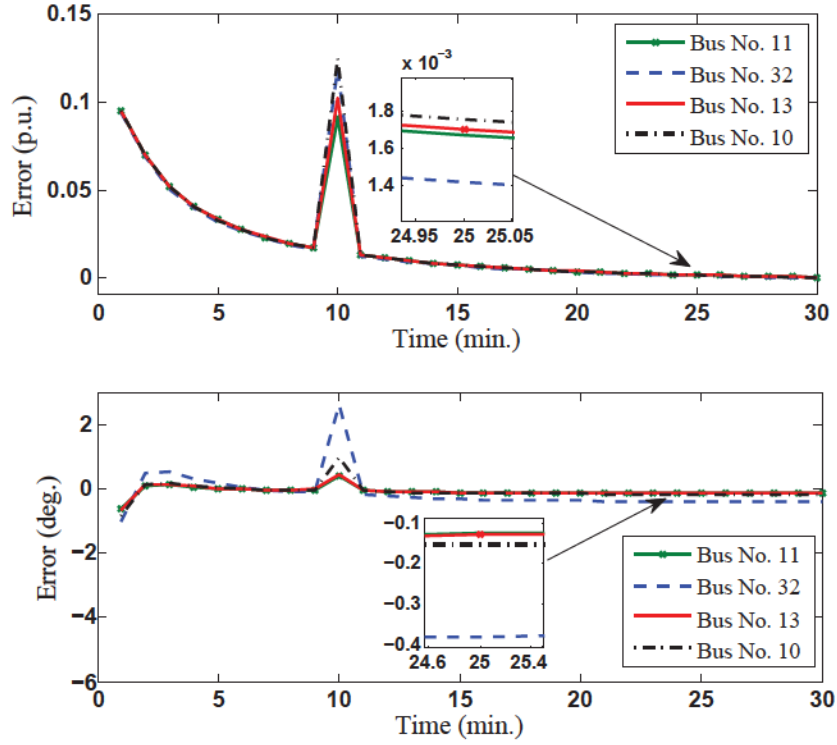 0.15
0.1
0.05
0
Error (p.u.)
Bus No. 11
Bus No. 32
Bus No. 13
Bus No. 10
x 10⁻³
1.8
1.6
1.4
24.95 25 25.05
0 5 10 15 20 25 30
Time (min.)
2
0
−2
−4
−6
Error (deg.)
−0.1
−0.2
−0.3
−0.4
24.6 25 25.4
Bus No. 11
Bus No. 32
Bus No. 13
Bus No. 10
0 5 10 15 20 25 30
Time (min.)